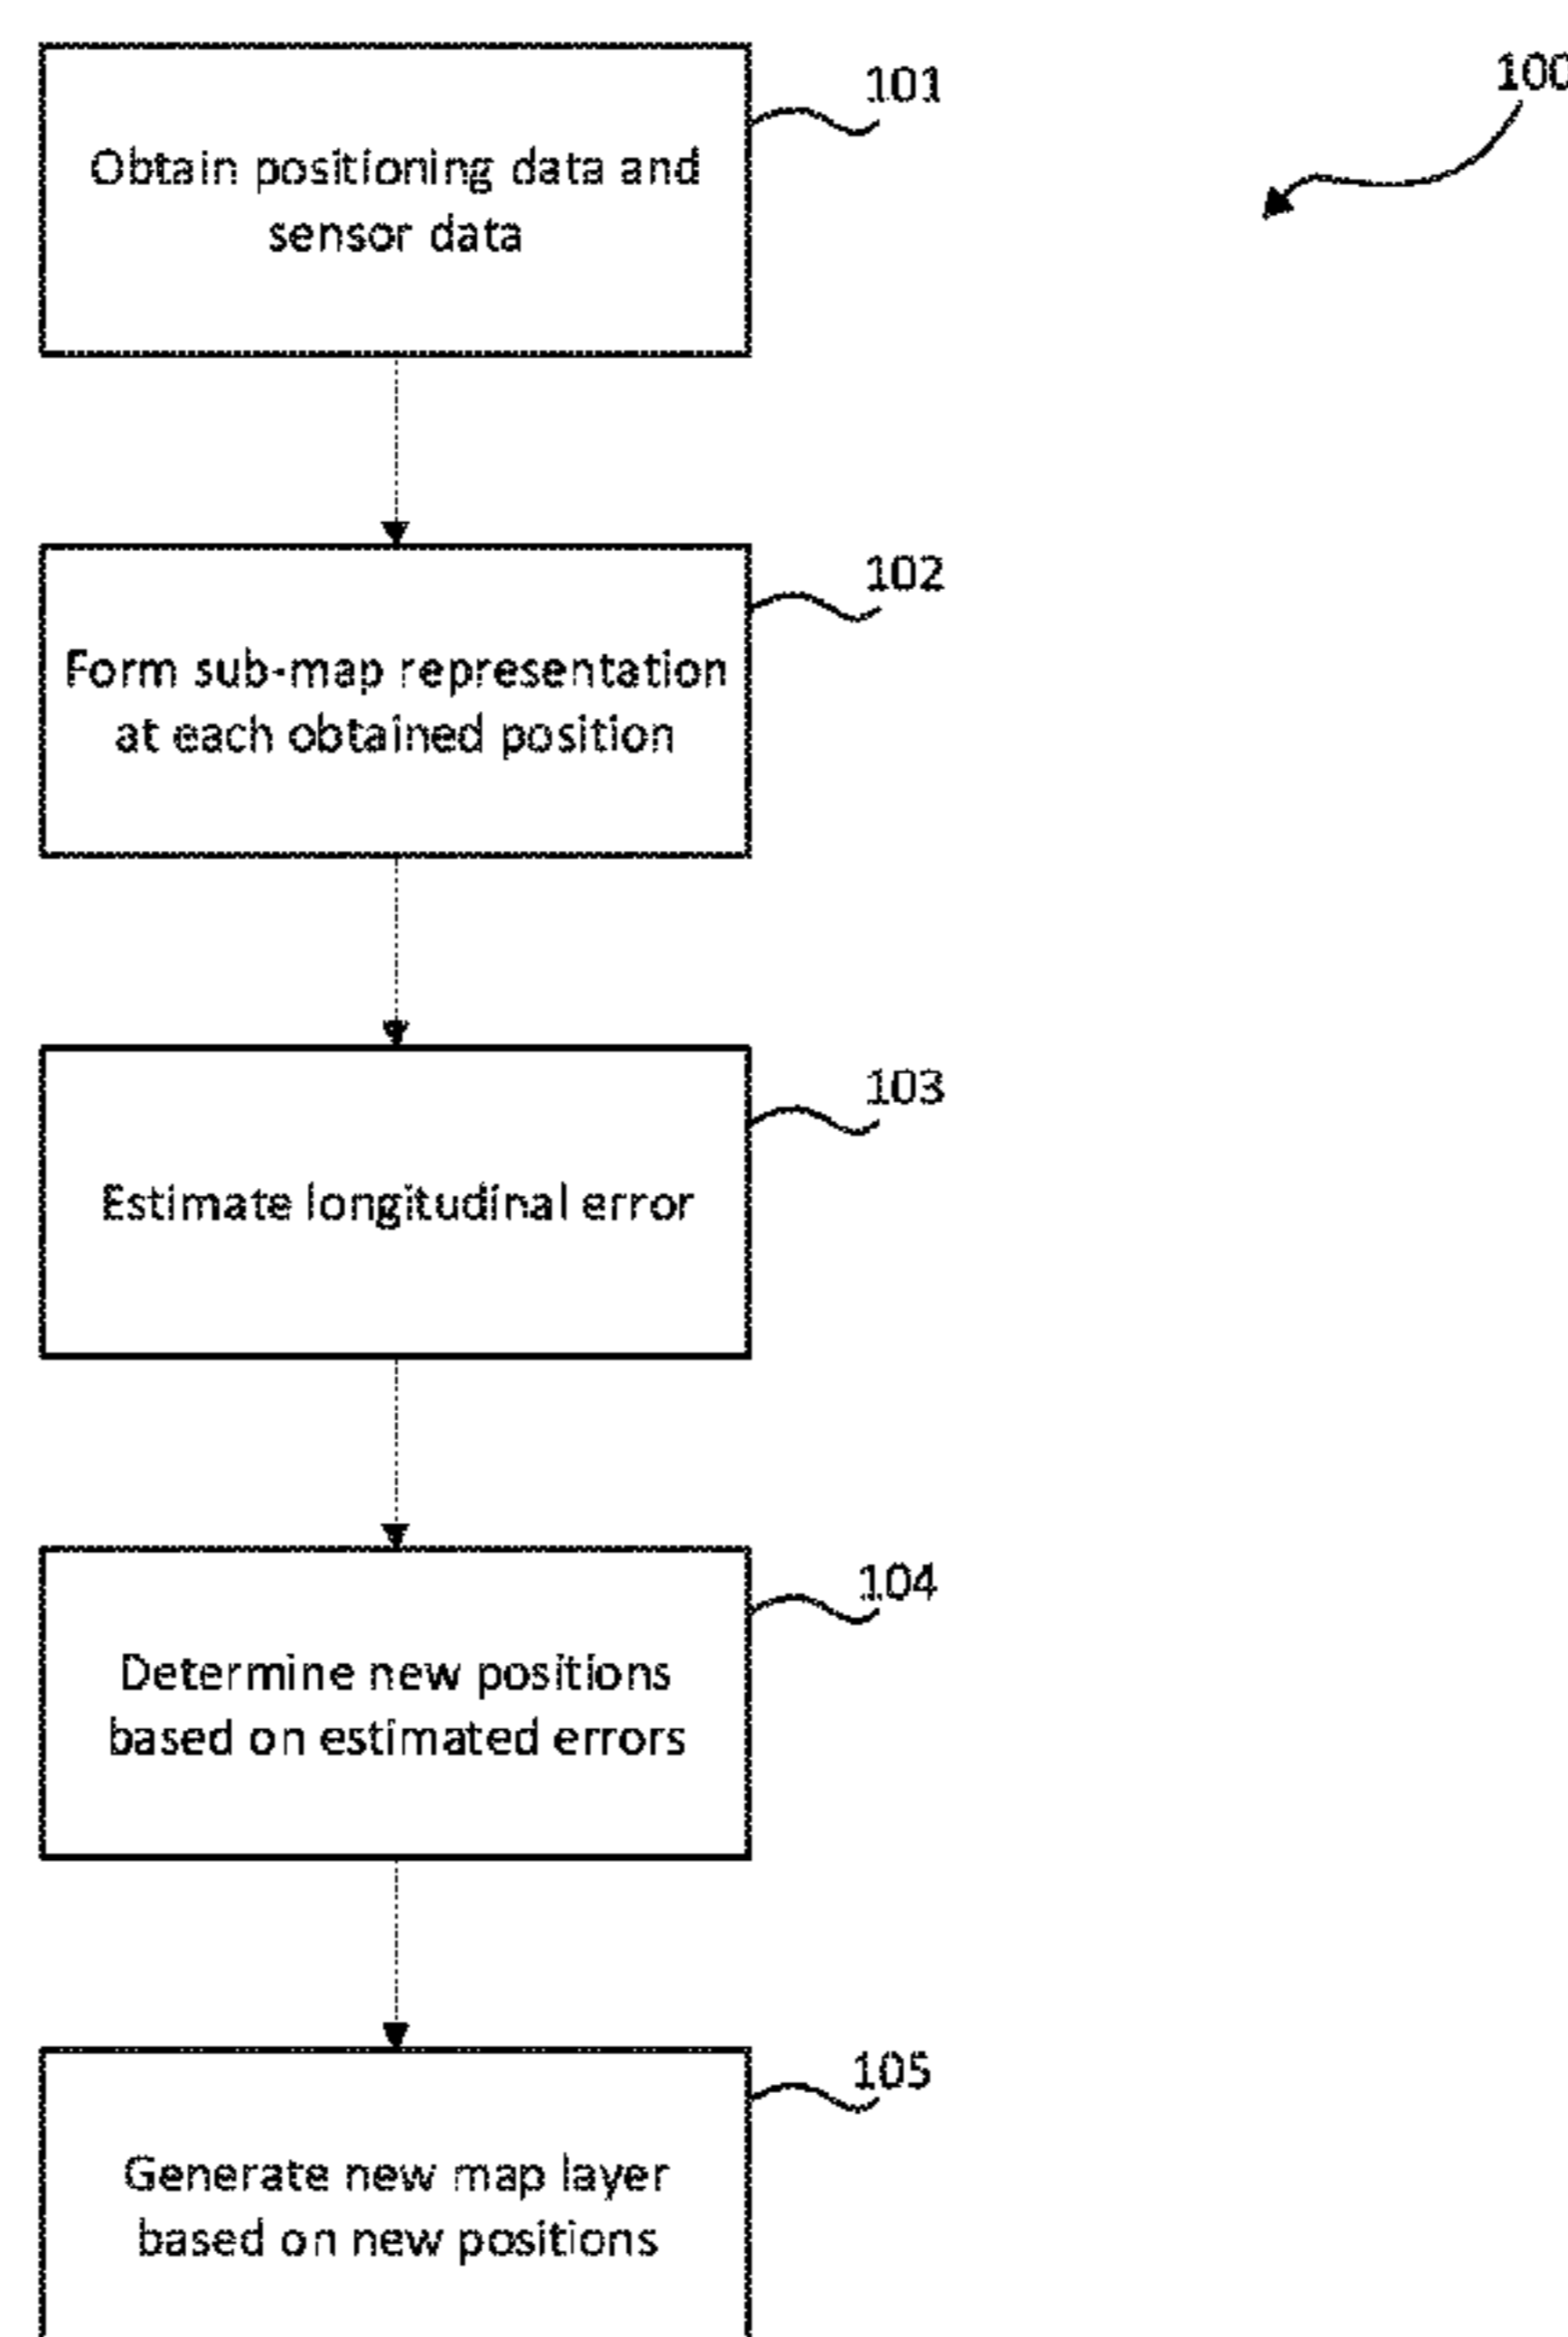 101
100
Obtain positioning data and
sensor data
102
Form sub-map representation
at each obtained position
103
Estimate longitudinal error
104
Determine new positions
based on estimated errors
105
Generate new map layer
based on new positions